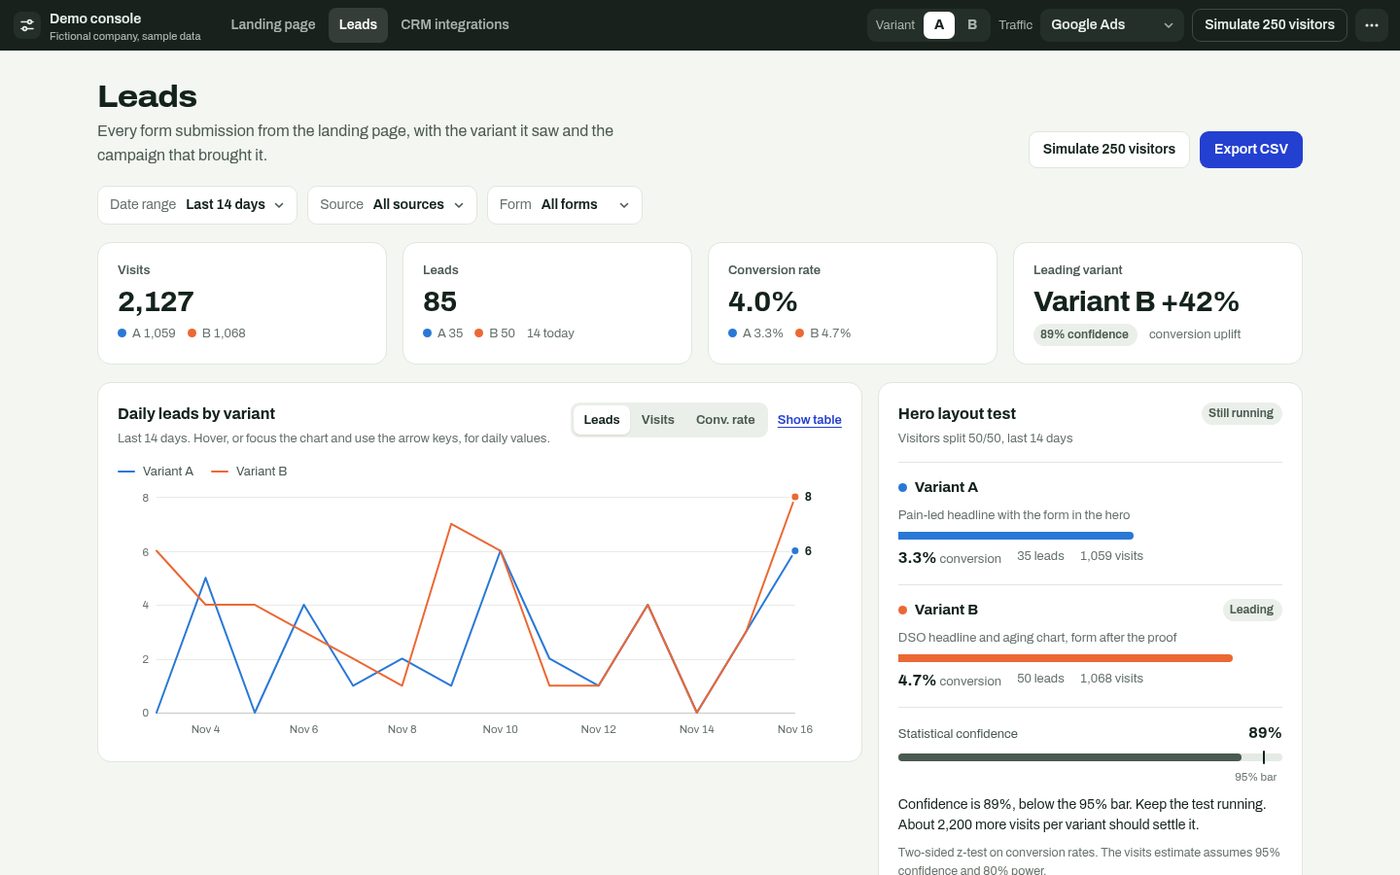 Demo console
Fictional company, sample data
Landing page
Leads
CRM integrations
Variant A B
Traffic Google Ads
Simulate 250 visitors
Leads
Every form submission from the landing page, with the variant it saw and the
campaign that brought it.
Simulate 250 visitors
Export CSV
Date range Last 14 days
Source All sources
Form All forms
Visits
2,127
A 1,059 B 1,068
Leads
85
A 35 B 50 14 today
Conversion rate
4.0%
A 3.3% B 4.7%
Leading variant
Variant B +42%
89% confidence conversion uplift
Daily leads by variant
Last 14 days. Hover, or focus the chart and use the arrow keys, for daily values.
Leads Visits Conv. rate
Show table
Variant A Variant B
8
6
4
2
0
8
6
Nov 4 Nov 6 Nov 8 Nov 10 Nov 12 Nov 14 Nov 16
Hero layout test
Still running
Visitors split 50/50, last 14 days
Variant A
Pain-led headline with the form in the hero
3.3% conversion 35 leads 1,059 visits
Variant B
Leading
DSO headline and aging chart, form after the proof
4.7% conversion 50 leads 1,068 visits
Statistical confidence 89%
95% bar
Confidence is 89%, below the 95% bar. Keep the test running.
About 2,200 more visits per variant should settle it.
Two-sided z-test on conversion rates. The visits estimate assumes 95%
confidence and 80% power.